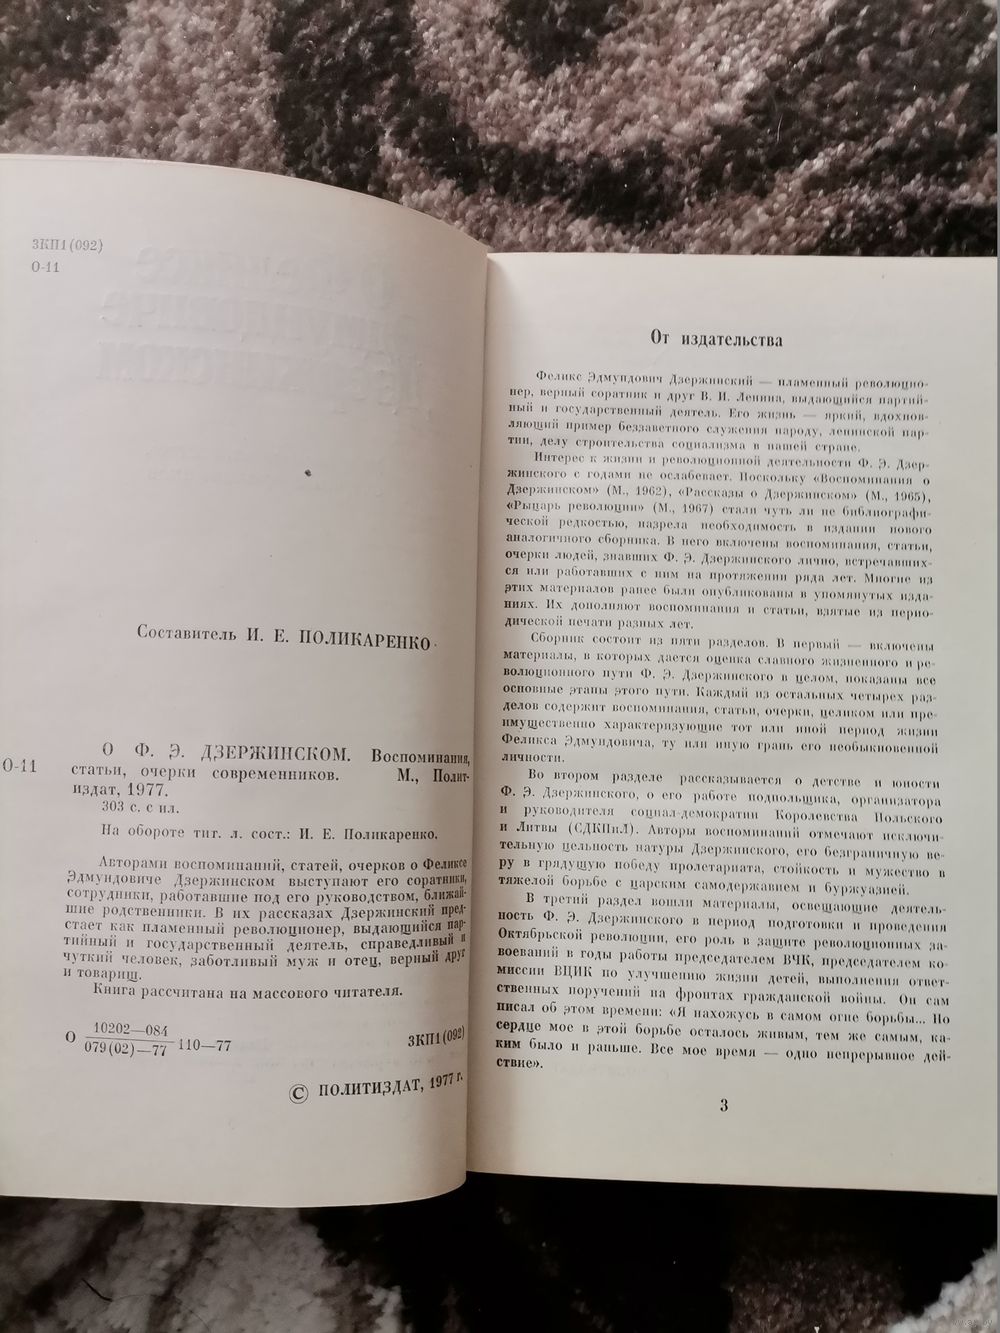 3КП1(092)
О-11
Составитель И. Е. ПОЛИКАРЕНКО
О Ф. Э. ДЗЕРЖИНСКОМ. Воспоминания,
О-11
статьи, очерки современников. М., Полит-
издат, 1977.
303 с. с ил.
На обороте тит. л. сост.: И. Е. Поликаренко.
Авторами воспоминаний, статей, очерков о Феликсе
Эдмундовиче Дзержинском выступают его соратники,
сотрудники, работавшие под его руководством, ближай-
шие родственники. В их рассказах Дзержинский пред-
стает как пламенный революционер, выдающийся пар-
тийный и государственный деятель, справедливый и
чуткий человек, заботливый муж и отец, верный друг
и товарищ.
Книга рассчитана на массового читателя.
О 10202—084
079(02)—77 110—77
3КП1(092)
© ПОЛИТИЗДАТ, 1977 г.
От издательства
Феликс Эдмундович Дзержинский — пламенный революцио-
нер, верный соратник и друг В. И. Ленина, выдающийся партий-
ный и государственный деятель. Его жизнь — яркий, вдохнов-
ляющий пример беззаветного служения народу, ленинской пар-
тии, делу строительства социализма в нашей стране.
Интерес к жизни и революционной деятельности Ф. Э. Дзер-
жинского с годами не ослабевает. Поскольку «Воспоминания о
Дзержинском» (М., 1962), «Рассказы о Дзержинском» (М., 1965),
«Рыцарь революции» (М., 1967) стали чуть ли не библиографи-
ческой редкостью, назрела необходимость в издании нового
аналогичного сборника. В него включены воспоминания, статьи,
очерки людей, знавших Ф. Э. Дзержинского лично, встречавших-
ся или работавших с ним на протяжении ряда лет. Многие из
этих материалов ранее были опубликованы в упомянутых изда-
ниях. Их дополняют воспоминания и статьи, взятые из перио-
дической печати разных лет.
Сборник состоит из пяти разделов. В первый — включены
материалы, в которых дается оценка славного жизненного и ре-
волюционного пути Ф. Э. Дзержинского в целом, показаны все
основные этапы этого пути. Каждый из остальных четырех раз-
делов содержит воспоминания, статьи, очерки, целиком или пре-
имущественно характеризующие тот или иной период жизни
Феликса Эдмундовича, ту или иную грань его необыкновенной
личности.
Во втором разделе рассказывается о детстве и юности
Ф. Э. Дзержинского, о его работе подпольщика, организатора
и руководителя социал-демократии Королевства Польского
и Литвы (СДКПиЛ). Авторы воспоминаний отмечают исключи-
тельную цельность натуры Дзержинского, его безграничную ве-
ру в грядущую победу пролетариата, стойкость и мужество в
тяжелой борьбе с царским самодержавием и буржуазией.
В третий раздел вошли материалы, освещающие деятель-
ность Ф. Э. Дзержинского в период подготовки и проведения
Октябрьской революции, его роль в защите революционных за-
воеваний в годы работы председателем ВЧК, председателем ко-
миссии ВЦИК по улучшению жизни детей, выполнения ответ-
ственных поручений на фронтах гражданской войны. Он сам
писал об этом времени: «Я нахожусь в самом огне борьбы... Но
сердце мое в этой борьбе осталось живым, тем же самым, ка-
ким было и раньше. Все мое время — одно непрерывное дей-
ствие».
3